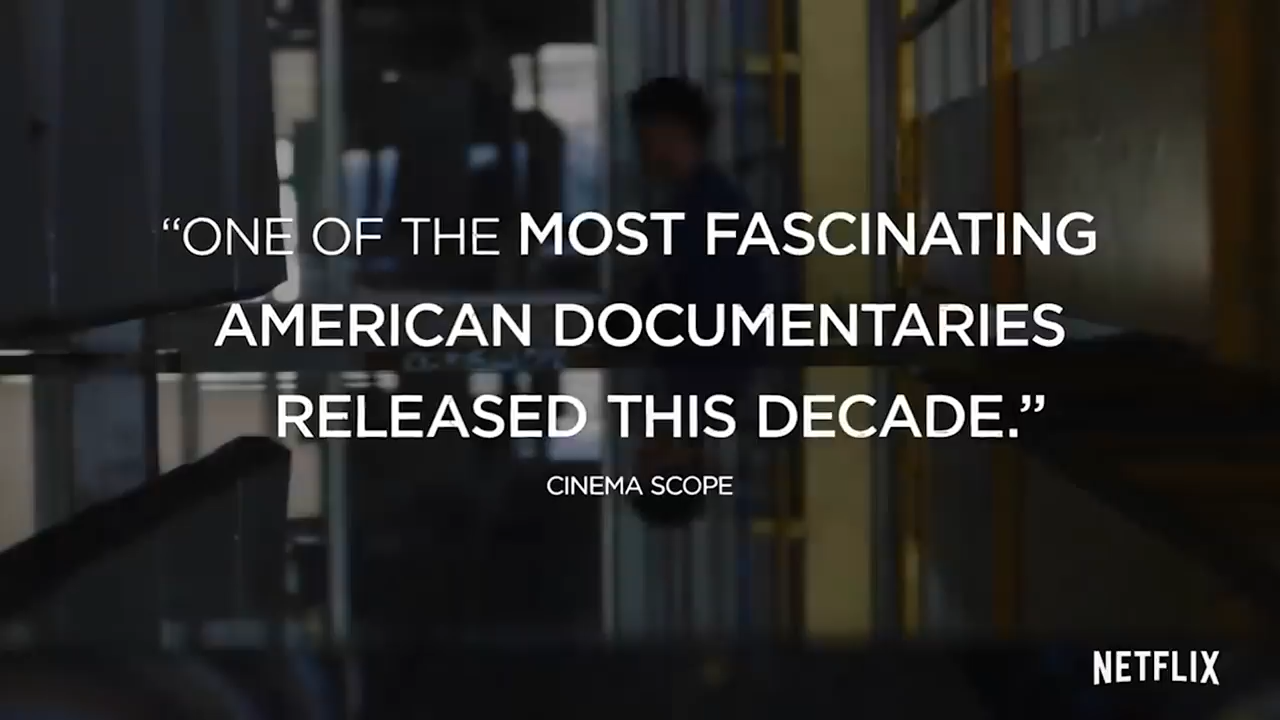 “ONE OF THE MOST FASCINATING
AMERICAN DOCUMENTARIES
RELEASED THIS DECADE.”
CINEMA SCOPE
NETFLIX